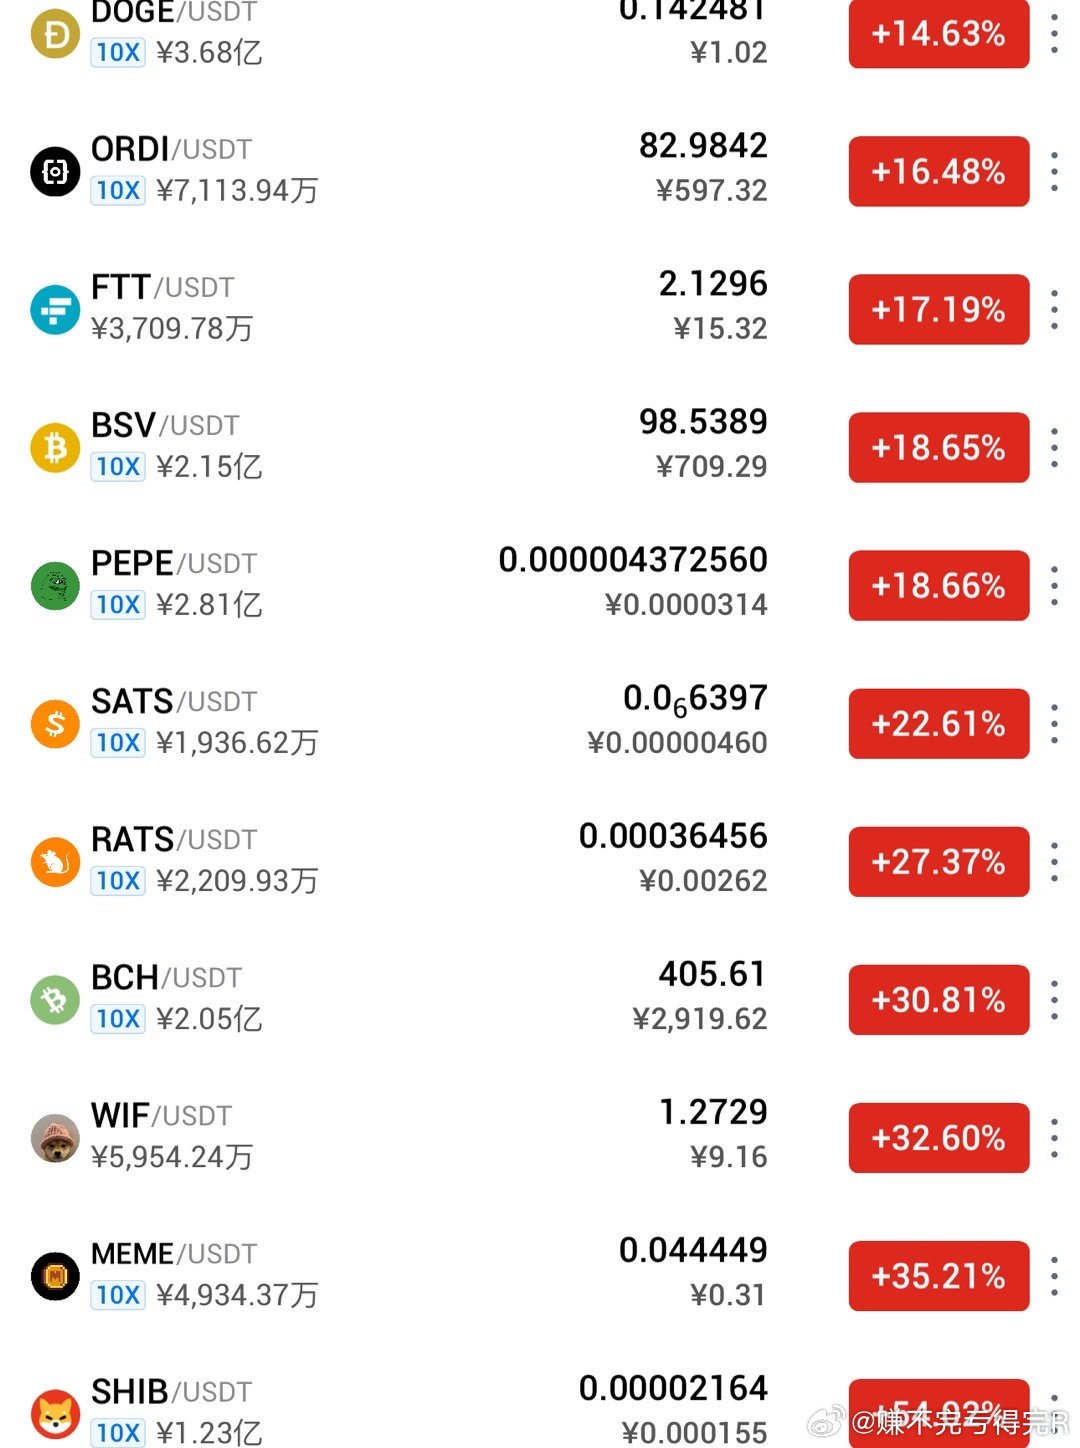 DOGE/USDT 0.142481 +14.63%
10X ¥3.68亿 ¥1.02
ORDI/USDT 82.9842 +16.48%
10X ¥7,113.94万 ¥597.32
FTT/USDT 2.1296 +17.19%
¥3,709.78万 ¥15.32
BSV/USDT 98.5389 +18.65%
10X ¥2.15亿 ¥709.29
PEPE/USDT 0.000004372560 +18.66%
10X ¥2.81亿 ¥0.0000314
SATS/USDT 0.0₆6397 +22.61%
10X ¥1,936.62万 ¥0.00000460
RATS/USDT 0.00036456 +27.37%
10X ¥2,209.93万 ¥0.00262
BCH/USDT 405.61 +30.81%
10X ¥2.05亿 ¥2,919.62
WIF/USDT 1.2729 +32.60%
¥5,954.24万 ¥9.16
MEME/USDT 0.044449 +35.21%
10X ¥4,934.37万 ¥0.31
SHIB/USDT 0.00002164 +54.02%
10X ¥1.23亿 ¥0.000155
@赚不完亏得完R